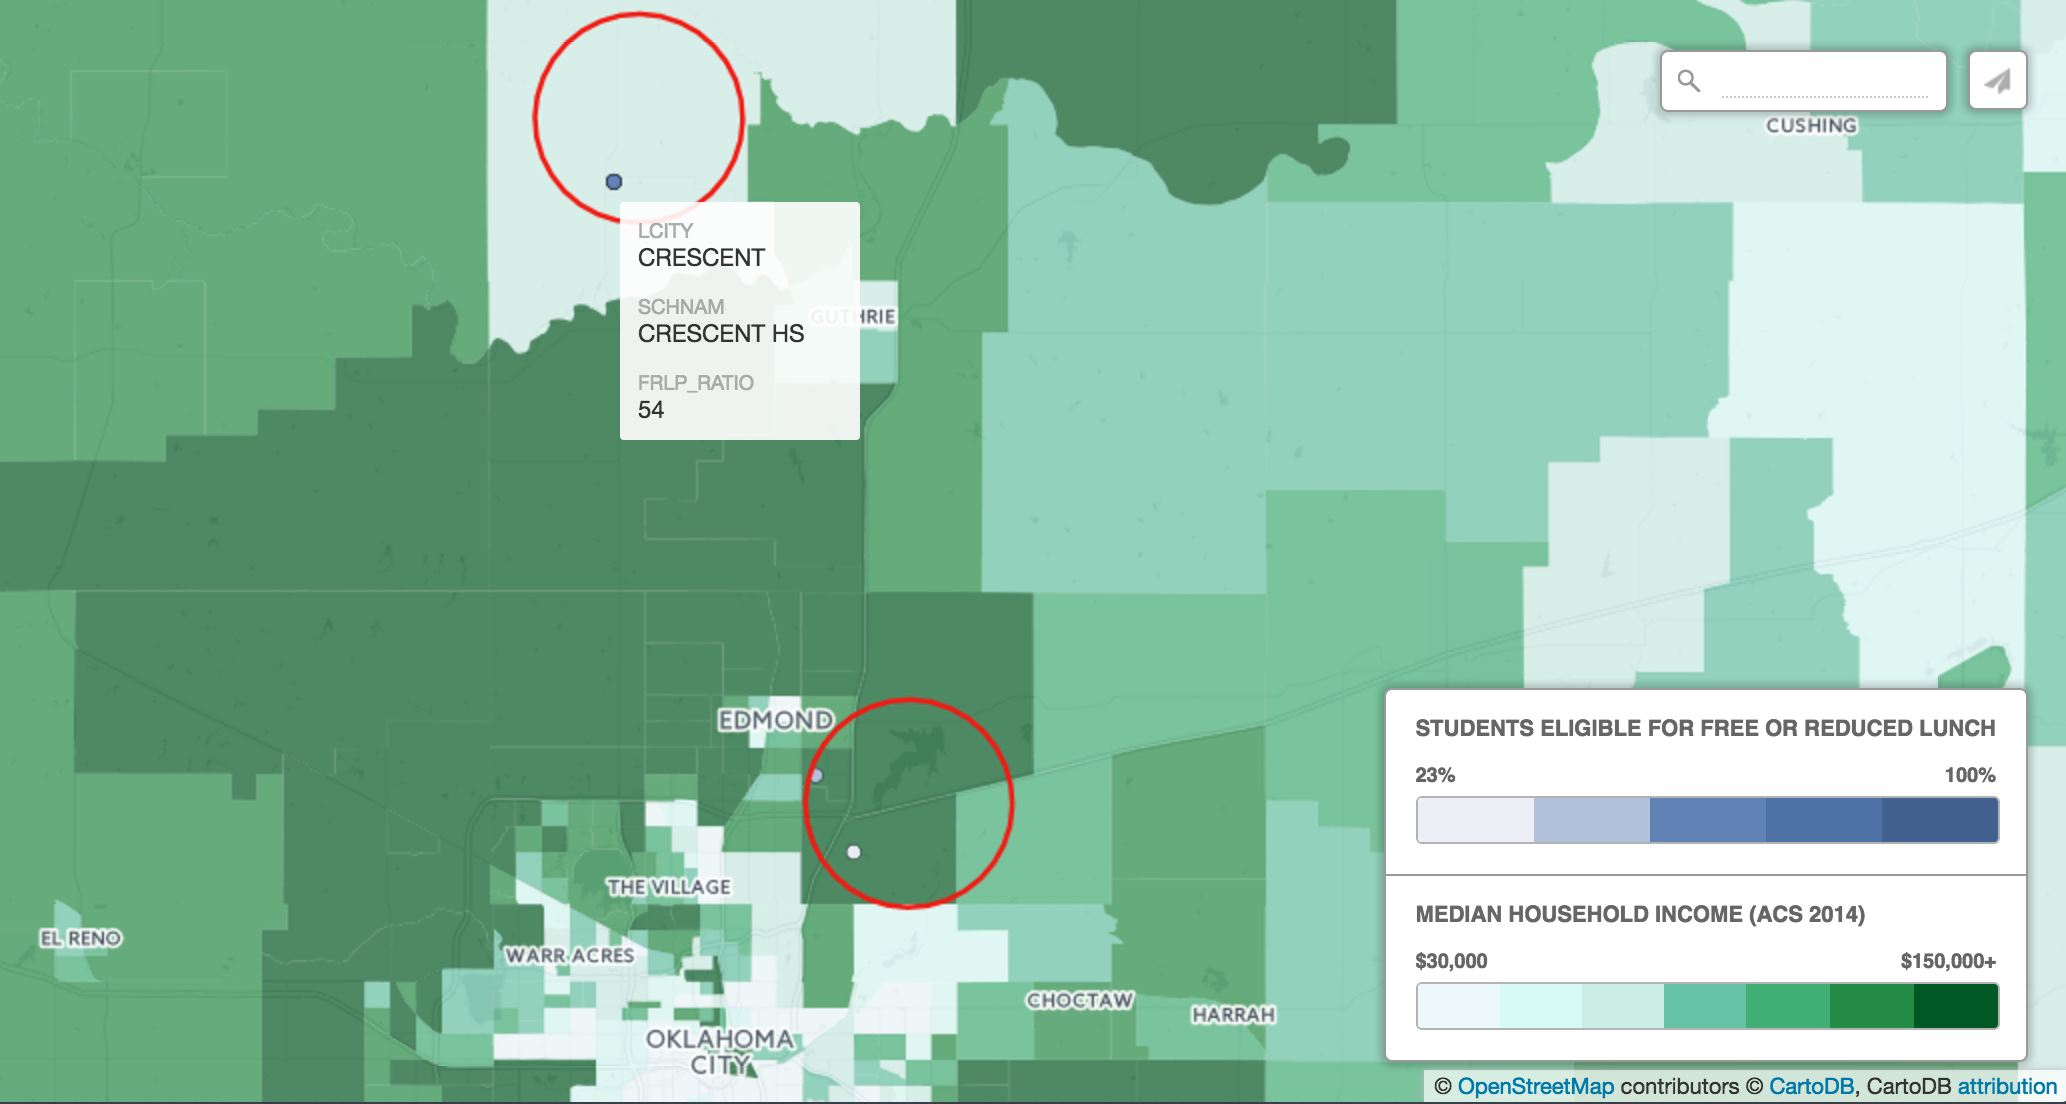 CUSHING
LCITY
CRESCENT
SCHNAM
CRESCENT HS
FRLP_RATIO
54
GUTHRIE
EDMOND
THE VILLAGE
EL RENO
WARR ACRES
CHOCTAW
HARRAH
OKLAHOMA
CITY
STUDENTS ELIGIBLE FOR FREE OR REDUCED LUNCH
23% 100%
MEDIAN HOUSEHOLD INCOME (ACS 2014)
$30,000 $150,000+
© OpenStreetMap contributors © CartoDB, CartoDB attribution